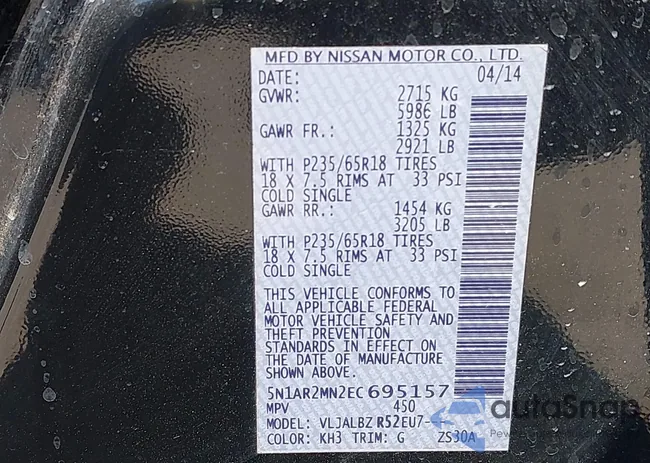 MFD BY NISSAN MOTOR CO., LTD.
DATE: 04/14
GVWR: 2715 KG
5986 LB
GAWR FR.: 1325 KG
2921 LB
WITH P235/65R18 TIRES
18 X 7.5 RIMS AT 33 PSI
COLD SINGLE
GAWR RR.: 1454 KG
3205 LB
WITH P235/65R18 TIRES
18 X 7.5 RIMS AT 33 PSI
COLD SINGLE
THIS VEHICLE CONFORMS TO
ALL APPLICABLE FEDERAL
MOTOR VEHICLE SAFETY AND
THEFT PREVENTION
STANDARDS IN EFFECT ON
THE DATE OF MANUFACTURE
SHOWN ABOVE.
5N1AR2MN2EC695157
MPV 450
MODEL: VLJALBZ R52EU7-
COLOR: KH3 TRIM: G ZS30A
autoSnap